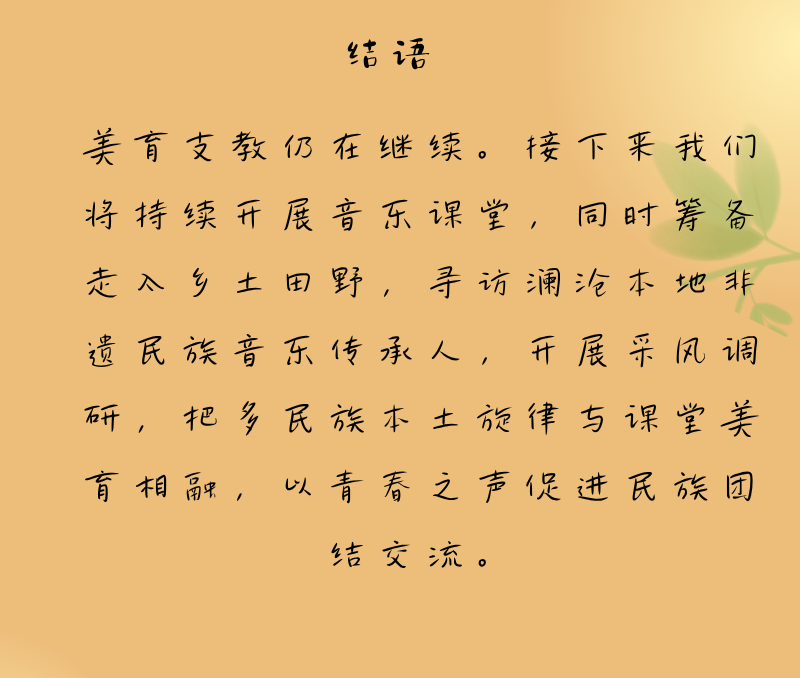 结语
美育支教仍在继续。接下来我们
将持续开展音乐课堂，同时筹备
走入乡土田野，寻访澜沧本地非
遗民族音乐传承人，开展采风调
研，把多民族本土旋律与课堂美
育相融，以青春之声促进民族团
结交流。